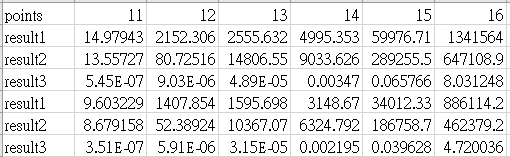 points 11 12 13 14 15 16
result1 14.97943 2152.306 2555.632 4995.353 59976.71 1341564
result2 13.55727 80.72516 14806.55 9033.626 289255.5 647108.9
result3 5.45E-07 9.03E-06 4.89E-05 0.00347 0.065766 8.031248
result1 9.603229 1407.854 1595.698 3148.67 34012.33 886114.2
result2 8.679158 52.38924 10367.07 6324.792 186758.7 462379.2
result3 3.51E-07 5.91E-06 3.15E-05 0.002195 0.039628 4.720036